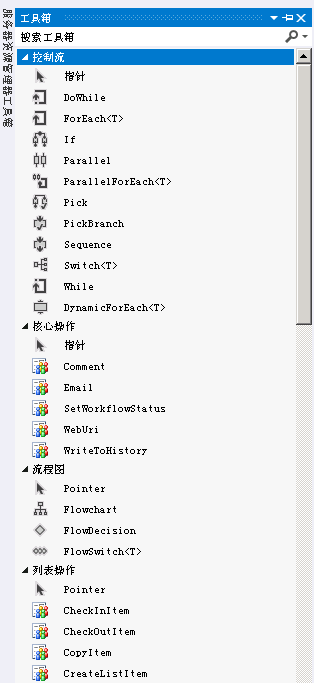 服务器资源管理器 工具箱
工具箱
搜索工具箱
控制流
指针
DoWhile
ForEach<T>
If
Parallel
ParallelForEach<T>
Pick
PickBranch
Sequence
Switch<T>
While
DynamicForEach<T>
核心操作
指针
Comment
Email
SetWorkflowStatus
WebUri
WriteToHistory
流程图
Pointer
Flowchart
FlowDecision
FlowSwitch<T>
列表操作
Pointer
CheckInItem
CheckOutItem
CopyItem
CreateListItem